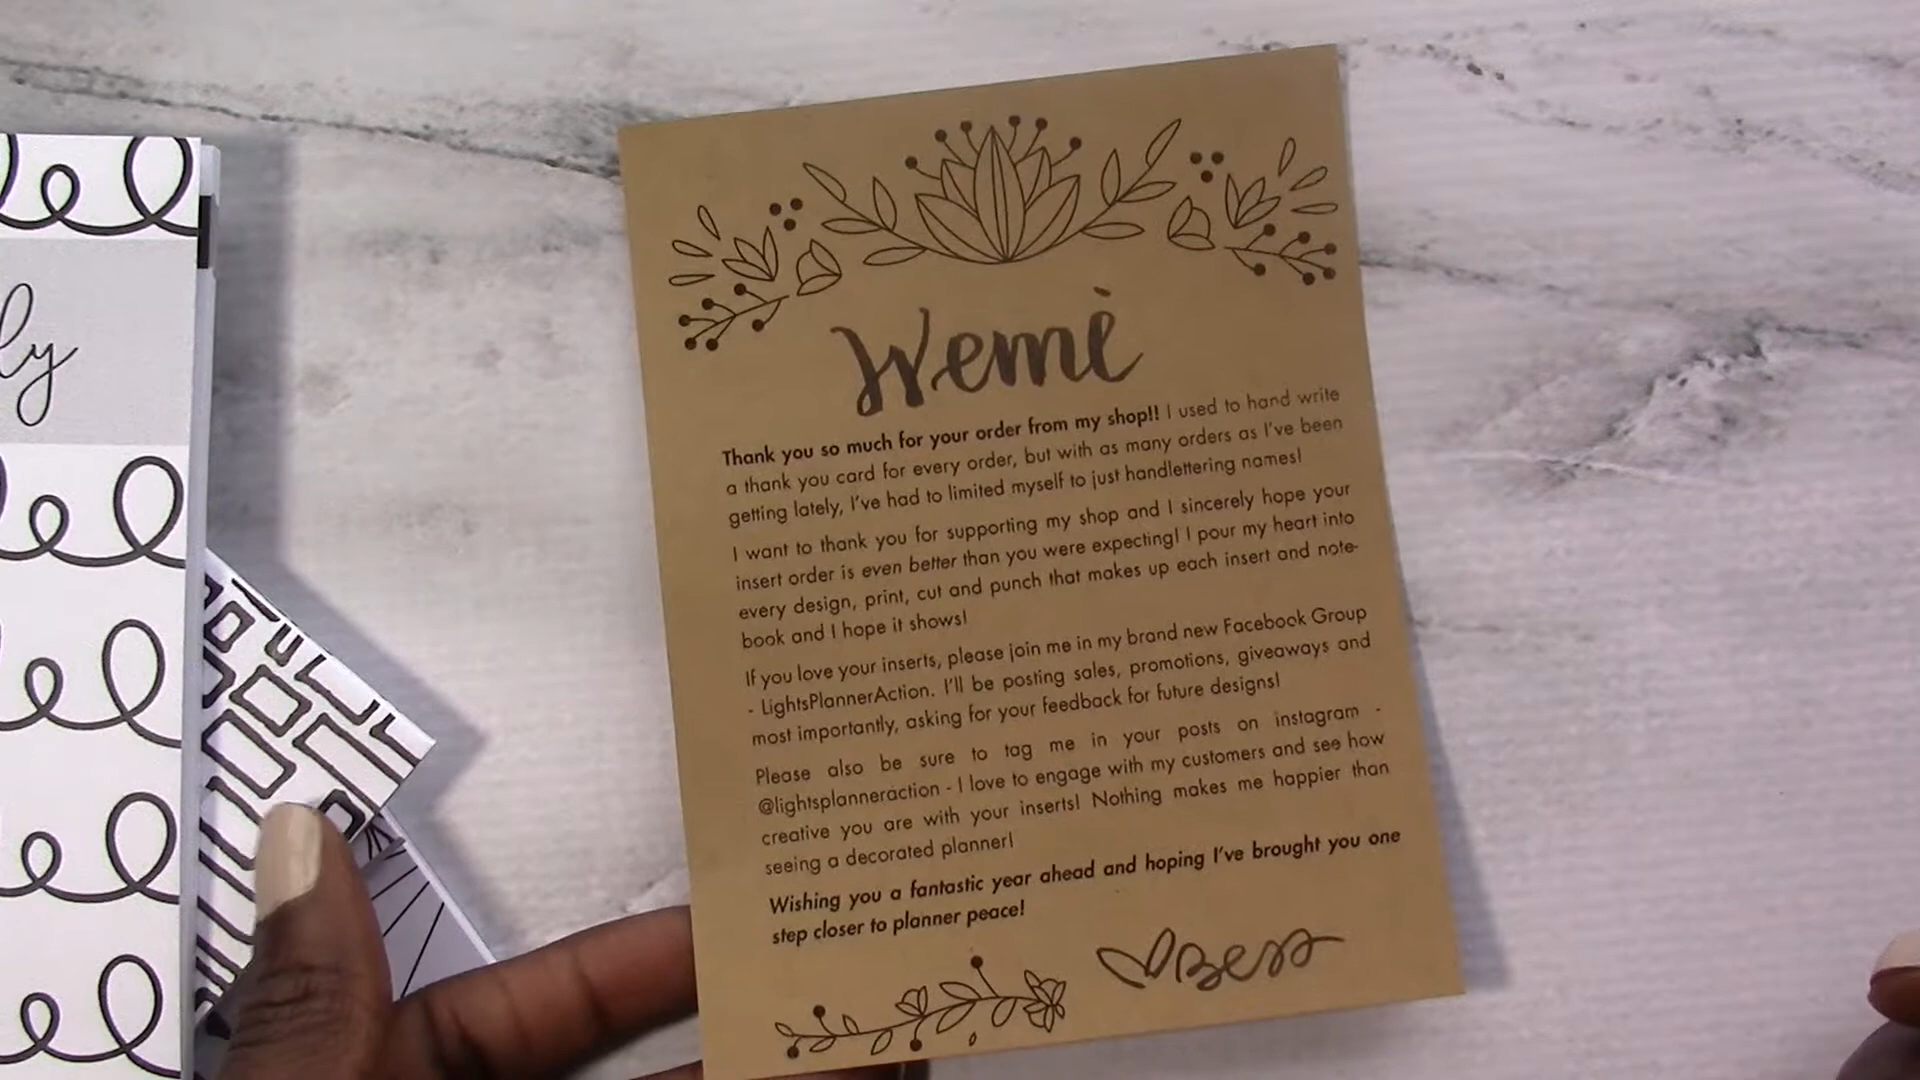 ly
Wemè
Thank you so much for your order from my shop!! I used to hand write
a thank you card for every order, but with as many orders as I've been
getting lately, I've had to limited myself to just handlettering names!
I want to thank you for supporting my shop and I sincerely hope your
insert order is even better than you were expecting! I pour my heart into
every design, print, cut and punch that makes up each insert and note-
book and I hope it shows!
If you love your inserts, please join me in my brand new Facebook Group
- LightsPlannerAction. I'll be posting sales, promotions, giveaways and
most importantly, asking for your feedback for future designs!
Please also be sure to tag me in your posts on instagram -
@lightsplanneraction - I love to engage with my customers and see how
creative you are with your inserts! Nothing makes me happier than
seeing a decorated planner!
Wishing you a fantastic year ahead and hoping I've brought you one
step closer to planner peace!
Bess